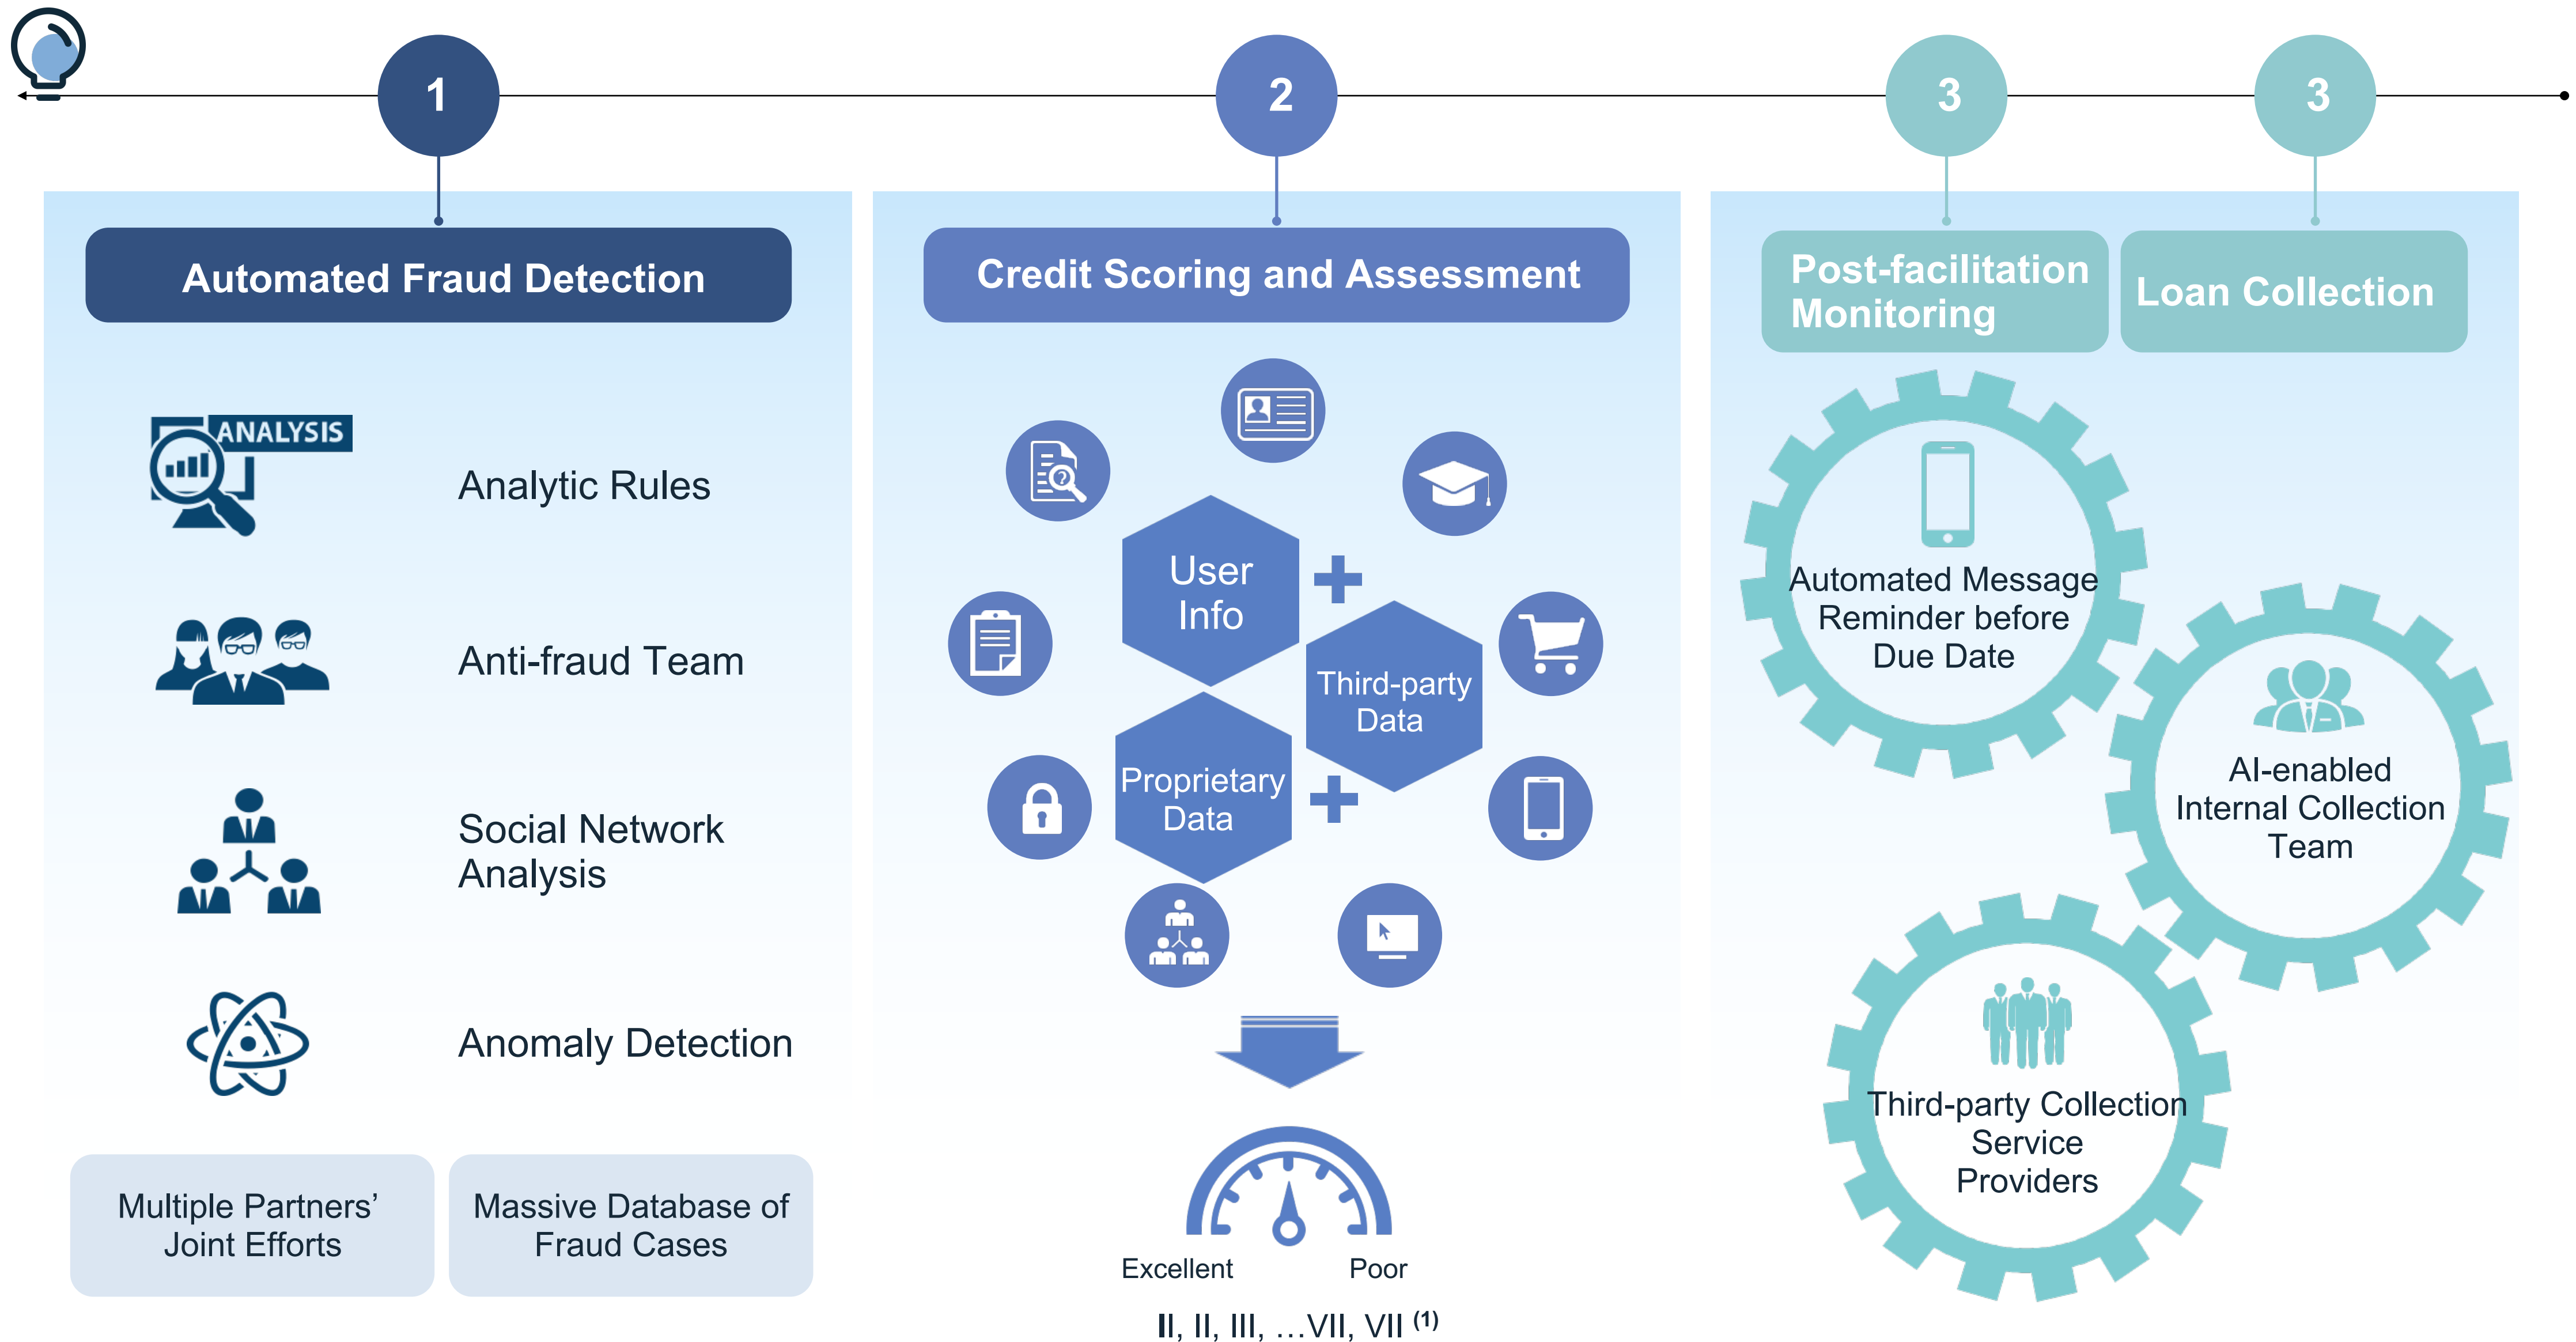 1
Automated Fraud Detection
ANALYSIS
Analytic Rules
Anti-fraud Team
Social Network
Analysis
Anomaly Detection
Multiple Partners’
Joint Efforts
Massive Database of
Fraud Cases
2
Credit Scoring and Assessment
?
User
Info
Third-party
Data
Proprietary
Data
Excellent
Poor
II, II, III, …VII, VII (1)
3
Post-facilitation
Monitoring
3
Loan Collection
Automated Message
Reminder before
Due Date
AI-enabled
Internal Collection
Team
Third-party Collection
Service
Providers